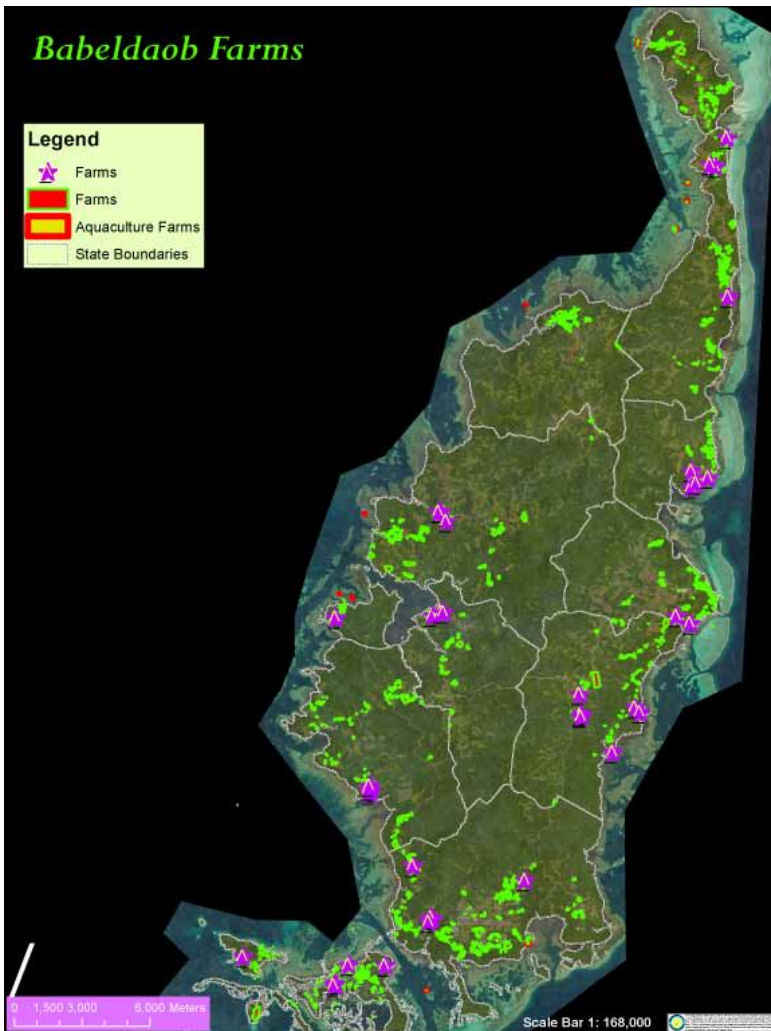 Babeldaob Farms
Legend
Farms
Farms
Aquaculture Farms
State Boundaries
0 1,500 3,000 6,000 Meters
Scale Bar 1: 168,000